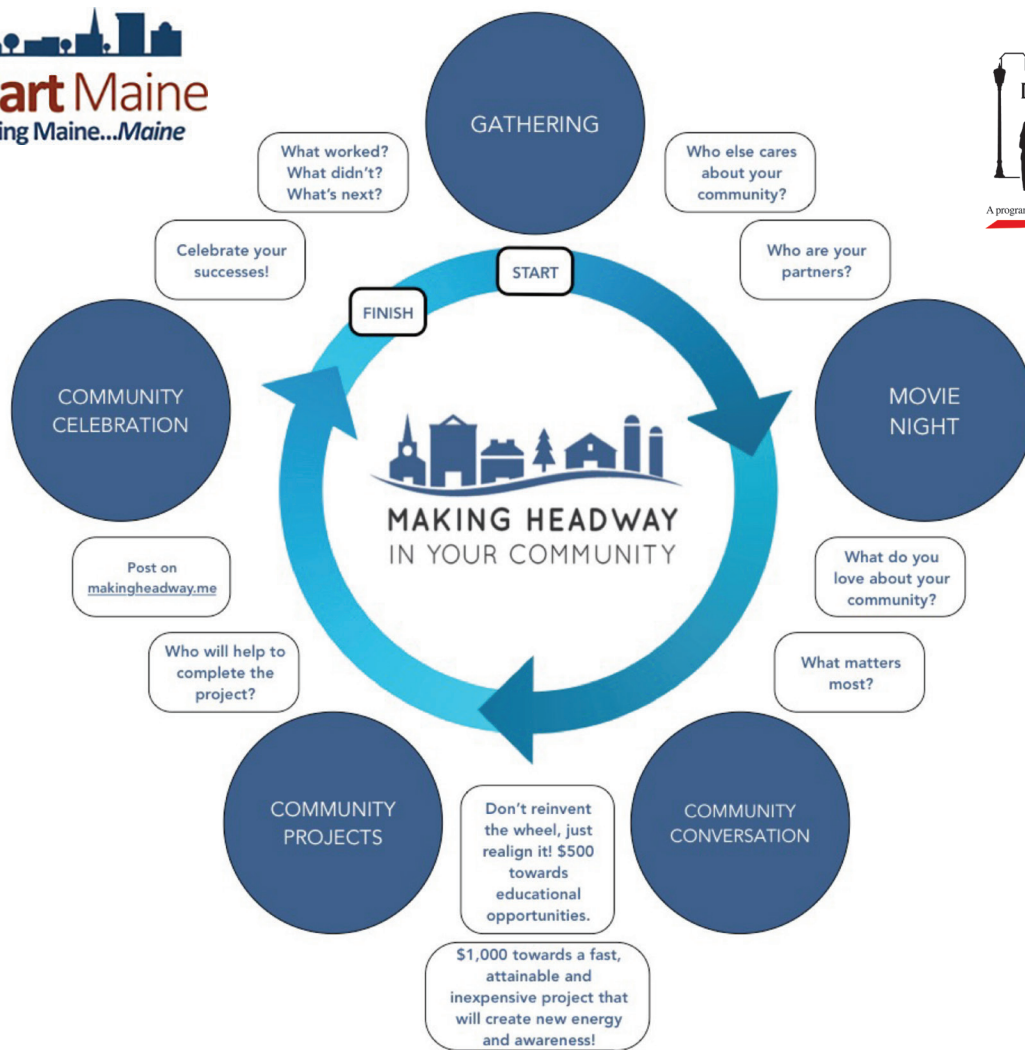 art Maine
ing Maine...Maine
GATHERING
What worked?
What didn't?
What's next?
Who else cares
about your
community?
Celebrate your
successes!
Who are your
partners?
A progra
START
FINISH
COMMUNITY
CELEBRATION
MOVIE
NIGHT
MAKING HEADWAY
IN YOUR COMMUNITY
Post on
makingheadway.me
What do you
love about your
community?
Who will help to
complete the
project?
What matters
most?
COMMUNITY
PROJECTS
Don't reinvent
the wheel, just
realign it! $500
towards
educational
opportunities.
COMMUNITY
CONVERSATION
$1,000 towards a fast,
attainable and
inexpensive project that
will create new energy
and awareness!